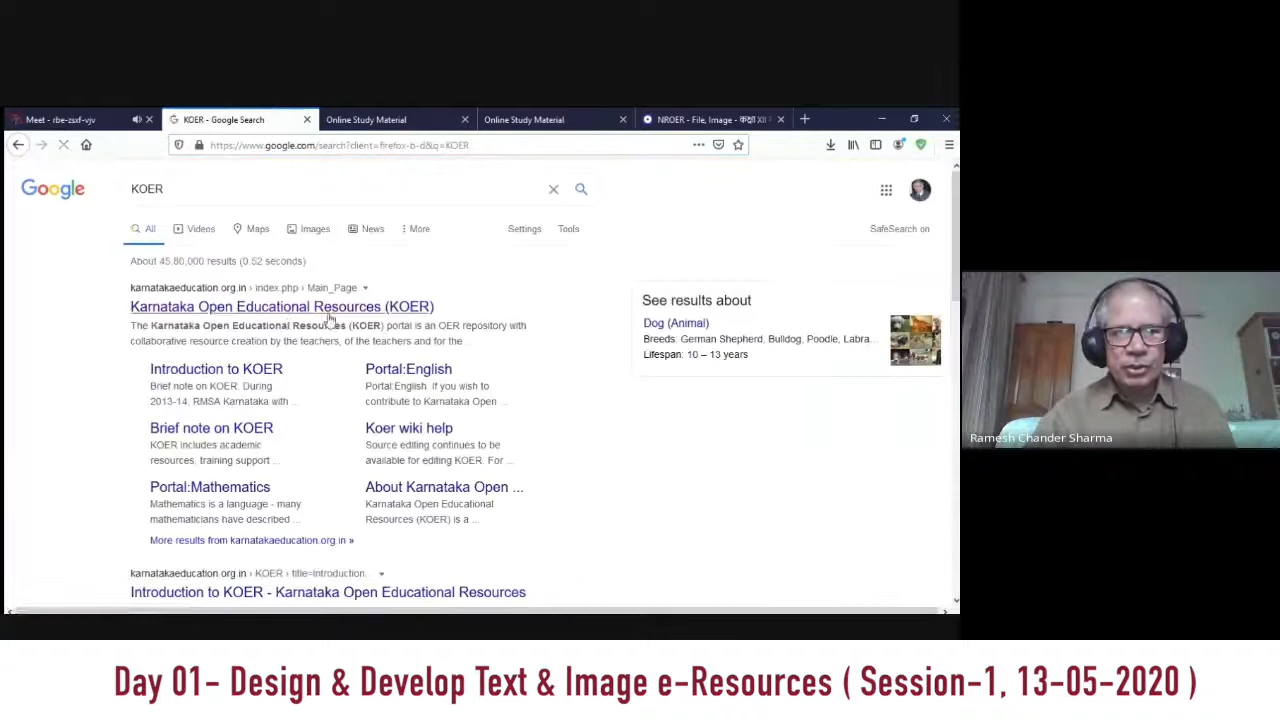 Meet - rbe-zsxf-vjv
KOER - Google Search
Online Study Material
Online Study Material
NROER - File, Image - कक्षा XII
https://www.google.com/search?client=firefox-b-d&q=KOER
Google
KOER
All
Videos
Maps
Images
News
More
Settings
Tools
SafeSearch on
About 45,80,000 results (0.52 seconds)
karnatakaeducation.org.in › index.php › Main_Page
Karnataka Open Educational Resources (KOER)
The Karnataka Open Educational Resources (KOER) portal is an OER repository with
collaborative resource creation by the teachers, of the teachers and for the ...
Introduction to KOER
Brief note on KOER. During
2013-14, RMSA Karnataka with ...
Portal:English
Portal:English. If you wish to
contribute to Karnataka Open ...
Brief note on KOER
KOER includes academic
resources, training support ...
Koer wiki help
Source editing continues to be
available for editing KOER. For ...
Portal:Mathematics
Mathematics is a language - many
mathematicians have described ...
About Karnataka Open ...
Karnataka Open Educational
Resources (KOER) is a ...
More results from karnatakaeducation.org.in »
karnatakaeducation.org.in › KOER › title=Introduction...
Introduction to KOER - Karnataka Open Educational Resources
See results about
Dog (Animal)
Breeds: German Shepherd, Bulldog, Poodle, Labra...
Lifespan: 10 – 13 years
Ramesh Chander Sharma
Day 01- Design & Develop Text & Image e-Resources ( Session-1, 13-05-2020 )